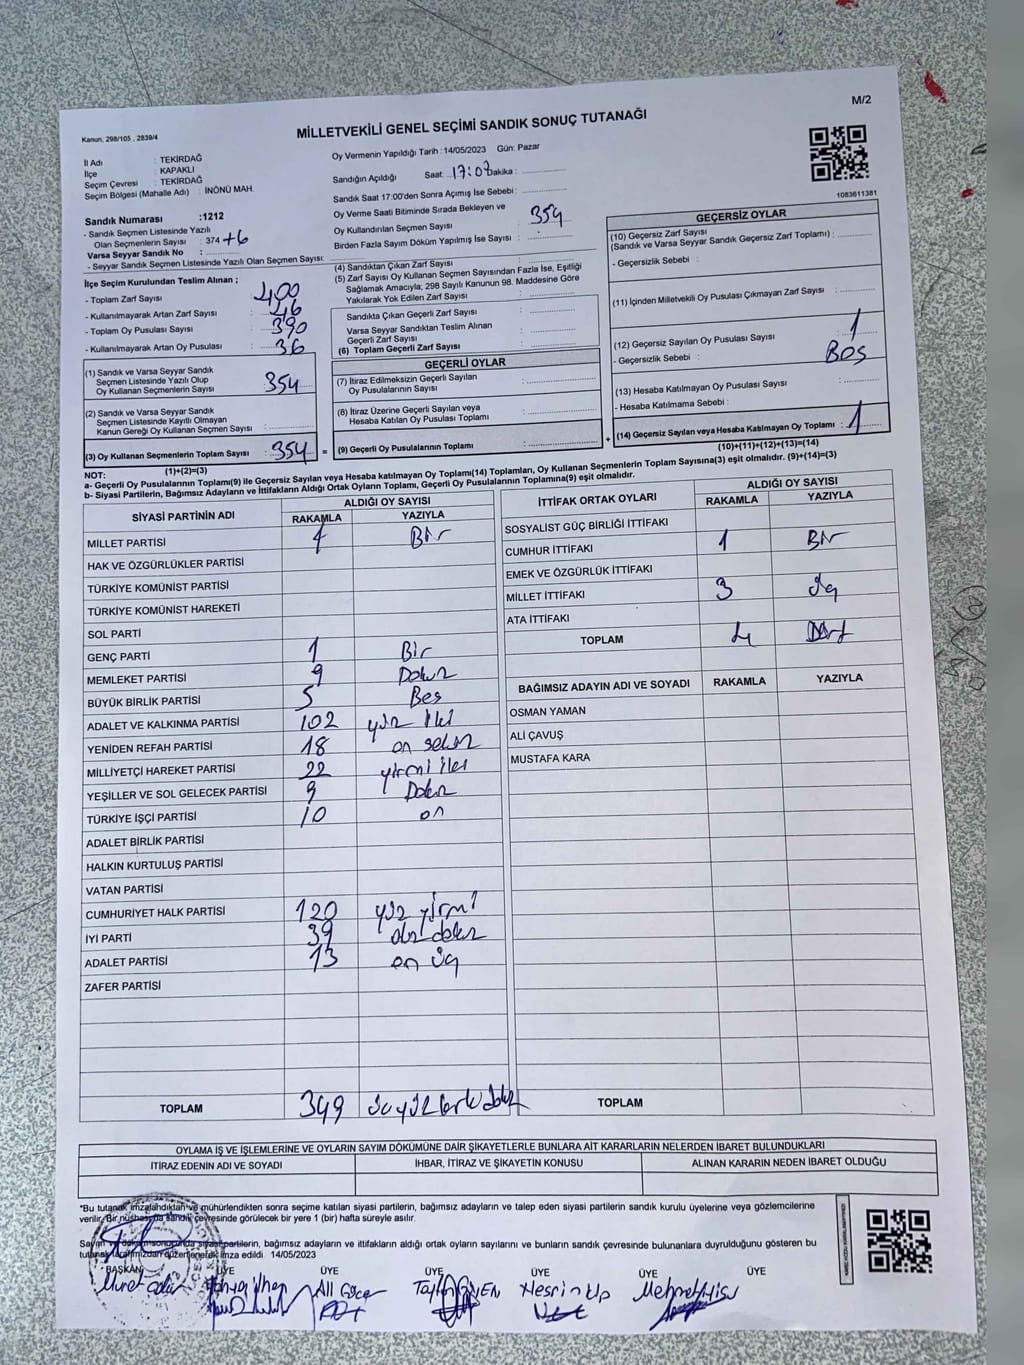 M/2
Kanun, 298/105 , 2839/4
MİLLETVEKİLİ GENEL SEÇİMİ SANDIK SONUÇ TUTANAĞI
İl Adı : TEKİRDAĞ
İlçe : KAPAKLI
Seçim Çevresi : TEKİRDAĞ
Seçim Bölgesi (Mahalle Adı) : İNÖNÜ MAH.
Sandık Numarası :1212
- Sandık Seçmen Listesinde Yazılı
Olan Seçmenlerin Sayısı : 374 +6
Varsa Seyyar Sandık No :
- Seyyar Sandık Seçmen Listesinde Yazılı Olan Seçmen Sayısı:
Oy Vermenin Yapıldığı Tarih :14/05/2023 Gün: Pazar
Sandığın Açıldığı Saat: 17:07 Dakika :
Sandık Saat 17:00'den Sonra Açımış İse Sebebi :
Oy Verme Saati Bitiminde Sırada Bekleyen ve
Oy Kullandırılan Seçmen Sayısı : 354
Birden Fazla Sayım Döküm Yapılmış İse Sayısı :
1083611381
İlçe Seçim Kurulundan Teslim Alınan ;
- Toplam Zarf Sayısı : 400
- Kullanılmayarak Artan Zarf Sayısı : 46
- Toplam Oy Pusulası Sayısı : 390
- Kullanılmayarak Artan Oy Pusulası : 36
(1) Sandık ve Varsa Seyyar Sandık
Seçmen Listesinde Yazılı Olup
Oy Kullanan Seçmenlerin Sayısı : 354
(2) Sandık ve Varsa Seyyar Sandık
Seçmen Listesinde Kayıtlı Olmayan
Kanun Gereği Oy Kullanan Seçmen Sayısı :
(3) Oy Kullanan Seçmenlerin Toplam Sayısı : 354 =
(1)+(2)=(3)
(4) Sandıktan Çıkan Zarf Sayısı :
(5) Zarf Sayısı Oy Kullanan Seçmen Sayısından Fazla İse, Eşitliği
Sağlamak Amacıyla; 298 Sayılı Kanunun 98. Maddesine Göre
Yakılarak Yok Edilen Zarf Sayısı :
Sandıkta Çıkan Geçerli Zarf Sayısı :
Varsa Seyyar Sandıktan Teslim Alınan
Geçerli Zarf Sayısı :
(6) Toplam Geçerli Zarf Sayısı :
GEÇERLİ OYLAR
(7) İtiraz Edilmeksizin Geçerli Sayılan
Oy Pusulalarının Sayısı :
(8) İtiraz Üzerine Geçerli Sayılan veya
Hesaba Katılan Oy Pusulası Toplamı :
(9) Geçerli Oy Pusulalarının Toplamı : +
GEÇERSİZ OYLAR
(10) Geçersiz Zarf Sayısı
(Sandık ve Varsa Seyyar Sandık Geçersiz Zarf Toplamı) :
- Geçersizlik Sebebi :
(11) İçinden Milletvekili Oy Pusulası Çıkmayan Zarf Sayısı :
(12) Geçersiz Sayılan Oy Pusulası Sayısı : 1
- Geçersizlik Sebebi : BOŞ
(13) Hesaba Katılmayan Oy Pusulası Sayısı :
- Hesaba Katılmama Sebebi :
(14) Geçersiz Sayılan veya Hesaba Katılmayan Oy Toplamı : 1
(10)+(11)+(12)+(13)=(14)
NOT:
a- Geçerli Oy Pusulalarının Toplamı(9) ile Geçersiz Sayılan veya Hesaba katılmayan Oy Toplamı(14) Toplamları, Oy Kullanan Seçmenlerin Toplam Sayısına(3) eşit olmalıdır. (9)+(14)=(3)
b- Siyasi Partilerin, Bağımsız Adayların ve İttifakların Aldığı Ortak Oyların Toplamı, Geçerli Oy Pusulalarının Toplamına(9) eşit olmalıdır.
SİYASİ PARTİNİN ADI ALDIĞI OY SAYISI
RAKAMLA YAZIYLA
MİLLET PARTİSİ 1 Bir
HAK VE ÖZGÜRLÜKLER PARTİSİ
TÜRKİYE KOMÜNİST PARTİSİ
TÜRKİYE KOMÜNİST HAREKETİ
SOL PARTİ
GENÇ PARTİ 1 Bir
MEMLEKET PARTİSİ 9 Dokuz
BÜYÜK BİRLİK PARTİSİ 5 Beş
ADALET VE KALKINMA PARTİSİ 102 yüz iki
YENİDEN REFAH PARTİSİ 18 on sekiz
MİLLİYETÇİ HAREKET PARTİSİ 22 yirmi iki
YEŞİLLER VE SOL GELECEK PARTİSİ 9 Dokuz
TÜRKİYE İŞÇİ PARTİSİ 10 on
ADALET BİRLİK PARTİSİ
HALKIN KURTULUŞ PARTİSİ
VATAN PARTİSİ
CUMHURİYET HALK PARTİSİ 120 yüz yirmi
İYİ PARTİ 39 otuz dokuz
ADALET PARTİSİ 13 on üç
ZAFER PARTİSİ
TOPLAM 349
İTTİFAK ORTAK OYLARI ALDIĞI OY SAYISI
RAKAMLA YAZIYLA
SOSYALİST GÜÇ BİRLİĞİ İTTİFAKI
CUMHUR İTTİFAKI 1 Bir
EMEK VE ÖZGÜRLÜK İTTİFAKI
MİLLET İTTİFAKI 3 üç
ATA İTTİFAKI
TOPLAM 4 Dört
BAĞIMSIZ ADAYIN ADI VE SOYADI RAKAMLA YAZIYLA
OSMAN YAMAN
ALİ ÇAVUŞ
MUSTAFA KARA
TOPLAM
OYLAMA İŞ VE İŞLEMLERİNE VE OYLARIN SAYIM DÖKÜMÜNE DAİR ŞİKAYETLERLE BUNLARA AİT KARARLARIN NELERDEN İBARET BULUNDUKLARI
İTİRAZ EDENİN ADI VE SOYADI İHBAR, İTİRAZ VE ŞİKAYETİN KONUSU ALINAN KARARIN NEDEN İBARET OLDUĞU
*Bu tutanak imzalandıktan ve mühürlendikten sonra seçime katılan siyasi partilerin, bağımsız adayların ve talep eden siyasi partilerin sandık kurulu üyelerine veya gözlemcilerine
verilir. Bir nüshası da sandık çevresinde görülecek bir yere 1 (bir) hafta süreyle asılır.
Sayım ve döküm sonucunda siyasi partilerin, bağımsız adayların ve ittifakların aldığı ortak oyların sayılarını ve bunların sandık çevresinde bulunanlara duyrulduğunu gösteren bu
tutanak tarafımızdan düzenlenerek imza edildi 14/05/2023
BAŞKAN ÜYE ÜYE ÜYE ÜYE ÜYE ÜYE
Murat Ali Nesrin Mehmet